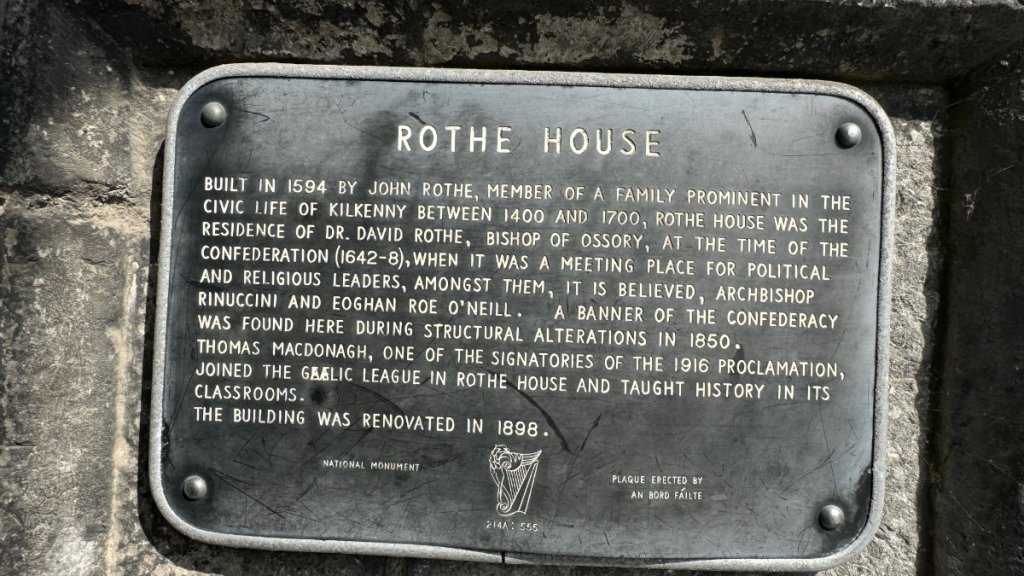 ROTHE HOUSE
BUILT IN 1594 BY JOHN ROTHE, MEMBER OF A FAMILY PROMINENT IN THE
CIVIC LIFE OF KILKENNY BETWEEN 1400 AND 1700, ROTHE HOUSE WAS THE
RESIDENCE OF DR. DAVID ROTHE, BISHOP OF OSSORY, AT THE TIME OF THE
CONFEDERATION (1642-8), WHEN IT WAS A MEETING PLACE FOR POLITICAL
AND RELIGIOUS LEADERS, AMONGST THEM, IT IS BELIEVED, ARCHBISHOP
RINUCCINI AND EOGHAN ROE O'NEILL. A BANNER OF THE CONFEDERACY
WAS FOUND HERE DURING STRUCTURAL ALTERATIONS IN 1850.
THOMAS MACDONAGH, ONE OF THE SIGNATORIES OF THE 1916 PROCLAMATION,
JOINED THE GAELIC LEAGUE IN ROTHE HOUSE AND TAUGHT HISTORY IN ITS
CLASSROOMS.
THE BUILDING WAS RENOVATED IN 1898.
NATIONAL MONUMENT
PLAQUE ERECTED BY
AN BORD FÁILTE
214A: 565